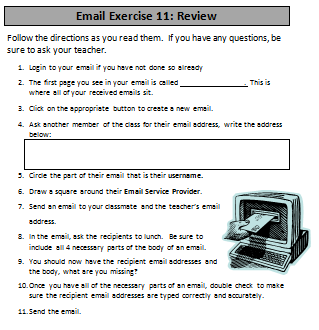 Email Exercise 11: Review
Follow the directions as you read them. If you have any questions, be
sure to ask your teacher.
1. Login to your email if you have not done so already
2. The first page you see in your email is called ________________. This is
where all of your received emails sit.
3. Click on the appropriate button to create a new email.
4. Ask another member of the class for their email address, write the address
below:
5. Circle the part of their email that is their username.
6. Draw a square around their Email Service Provider.
7. Send an email to your classmate and the teacher's email
address.
8. In the email, ask the recipients to lunch. Be sure to
include all 4 necessary parts of the body of an email.
9. You should now have the recipient email addresses and
the body, what are you missing?
10. Once you have all of the necessary parts of an email, double check to make
sure the recipient email addresses are typed correctly and accurately.
11. Send the email.